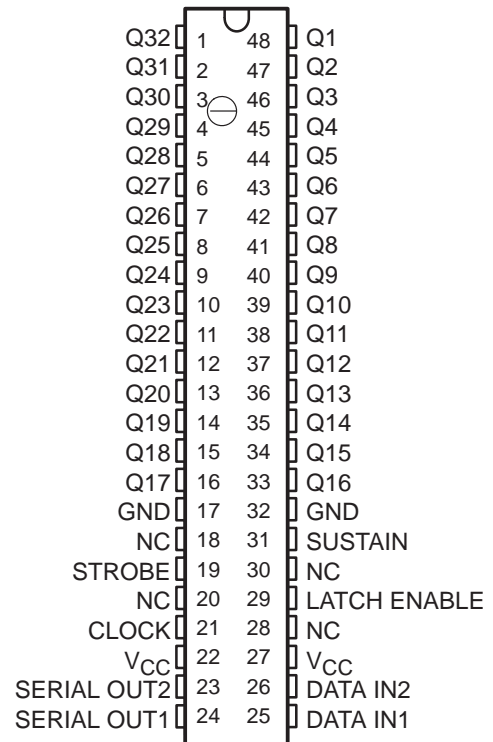 Q32 1 48 Q1
Q31 2 47 Q2
Q30 3 46 Q3
Q29 4 45 Q4
Q28 5 44 Q5
Q27 6 43 Q6
Q26 7 42 Q7
Q25 8 41 Q8
Q24 9 40 Q9
Q23 10 39 Q10
Q22 11 38 Q11
Q21 12 37 Q12
Q20 13 36 Q13
Q19 14 35 Q14
Q18 15 34 Q15
Q17 16 33 Q16
GND 17 32 GND
NC 18 31 SUSTAIN
STROBE 19 30 NC
NC 20 29 LATCH ENABLE
CLOCK 21 28 NC
VCC 22 27 VCC
SERIAL OUT2 23 26 DATA IN2
SERIAL OUT1 24 25 DATA IN1